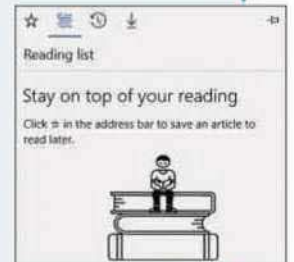 Reading list
Stay on top of your reading
Click ☆ in the address bar to save an article to
read later.